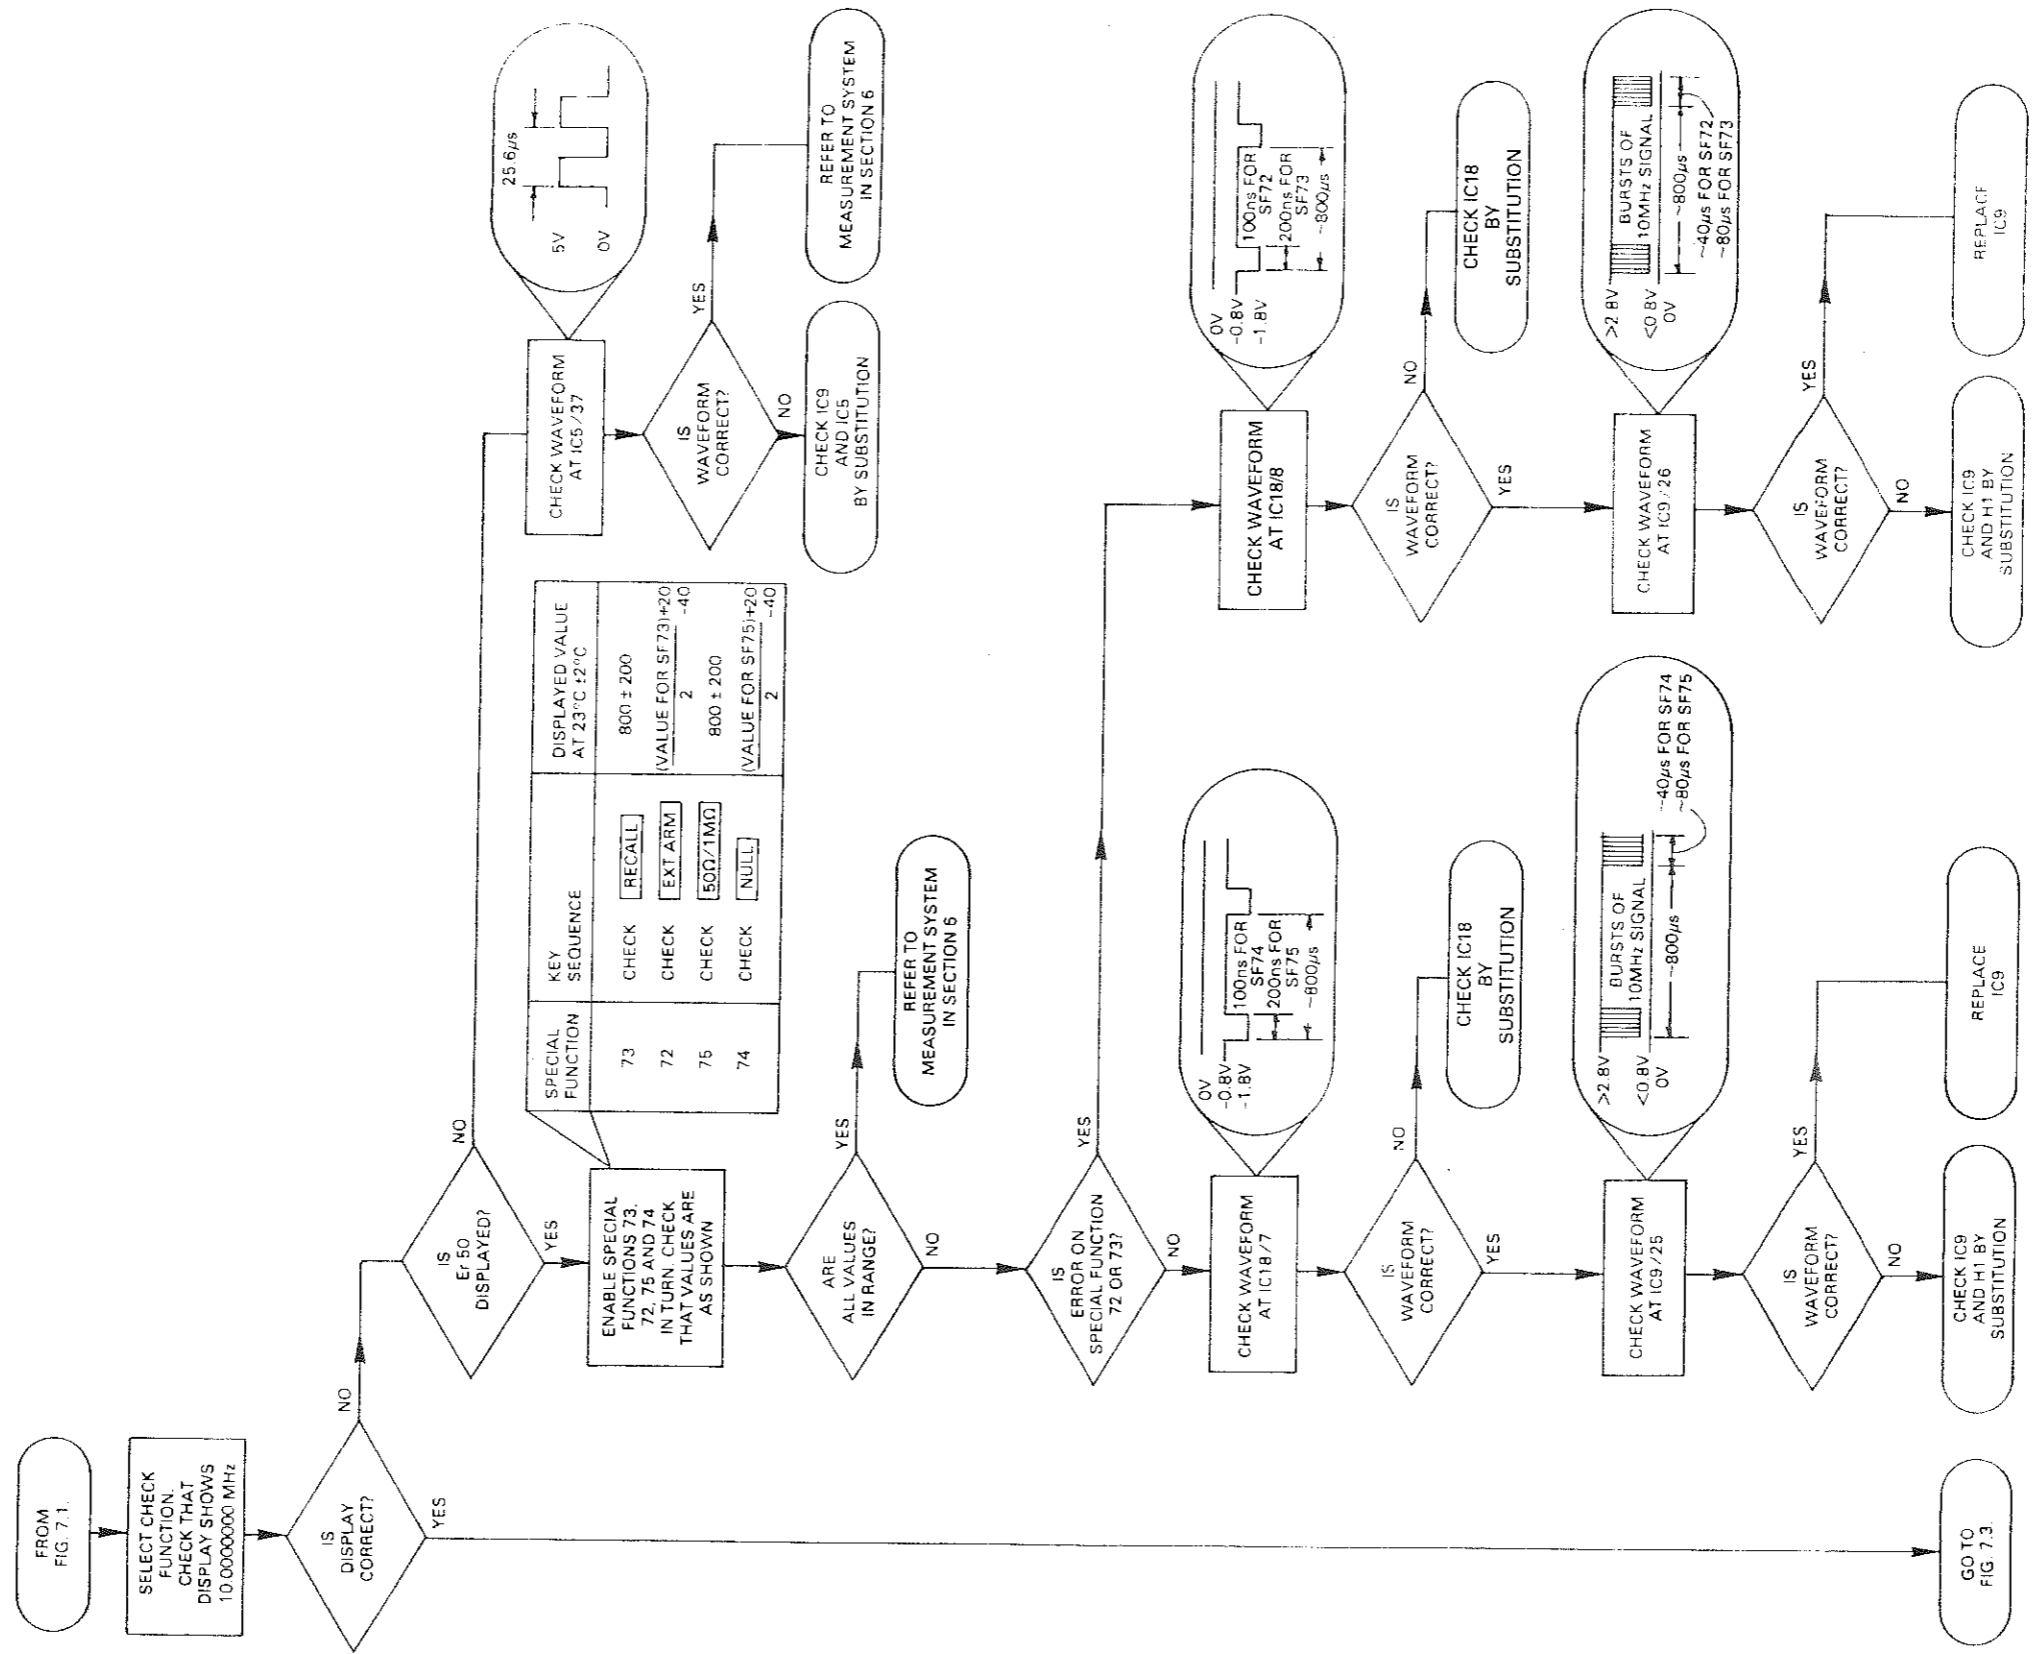 FROM
FIG. 7.1.
SELECT CHECK
FUNCTION.
CHECK THAT
DISPLAY SHOWS
10.00000000 MHz
IS
DISPLAY
CORRECT?
NO
YES
GO TO
FIG. 7.3.
IS
Er 50
DISPLAYED?
NO
YES
CHECK WAVEFORM
AT IC5/37
25.6µs
5V
0V
IS
WAVEFORM
CORRECT?
YES
REFER TO
MEASUREMENT SYSTEM
IN SECTION 6
NO
CHECK IC9
AND IC5
BY SUBSTITUTION
ENABLE SPECIAL
FUNCTIONS 73.
72, 75 AND 74
IN TURN. CHECK
THAT VALUES ARE
AS SHOWN
SPECIAL
FUNCTION
KEY
SEQUENCE
DISPLAYED VALUE
AT 23°C ±2°C
73 CHECK RECALL 800 ± 200
72 CHECK EXT ARM (VALUE FOR SF73)+20
2 -40
75 CHECK 50Ω/1MΩ 800 ± 200
74 CHECK NULL (VALUE FOR SF75)+20
2 -40
ARE
ALL VALUES
IN RANGE?
YES
REFER TO
MEASUREMENT SYSTEM
IN SECTION 6
NO
IS
ERROR ON
SPECIAL FUNCTION
72 OR 73?
YES
NO
CHECK WAVEFORM
AT IC18/7
0V
-0.8V
-1.8V
100ns FOR
SF74
200ns FOR
SF75
~800µs
IS
WAVEFORM
CORRECT?
NO
CHECK IC18
BY
SUBSTITUTION
YES
CHECK WAVEFORM
AT IC9/25
>2.8V
<0.8V
0V
BURSTS OF
10MHz SIGNAL
~800µs
~40µs FOR SF74
~80µs FOR SF75
IS
WAVEFORM
CORRECT?
YES
REPLACE
IC9
NO
CHECK IC9
AND H1 BY
SUBSTITUTION
CHECK WAVEFORM
AT IC18/8
0V
-0.8V
-1.8V
100ns FOR
SF72
200ns FOR
SF73
~800µs
IS
WAVEFORM
CORRECT?
NO
CHECK IC18
BY
SUBSTITUTION
YES
CHECK WAVEFORM
AT IC9/26
>2.8V
<0.8V
0V
BURSTS OF
10MHz SIGNAL
~800µs
~40µs FOR SF72
~80µs FOR SF73
IS
WAVEFORM
CORRECT?
YES
REPLACE
IC9
NO
CHECK IC9
AND H1 BY
SUBSTITUTION